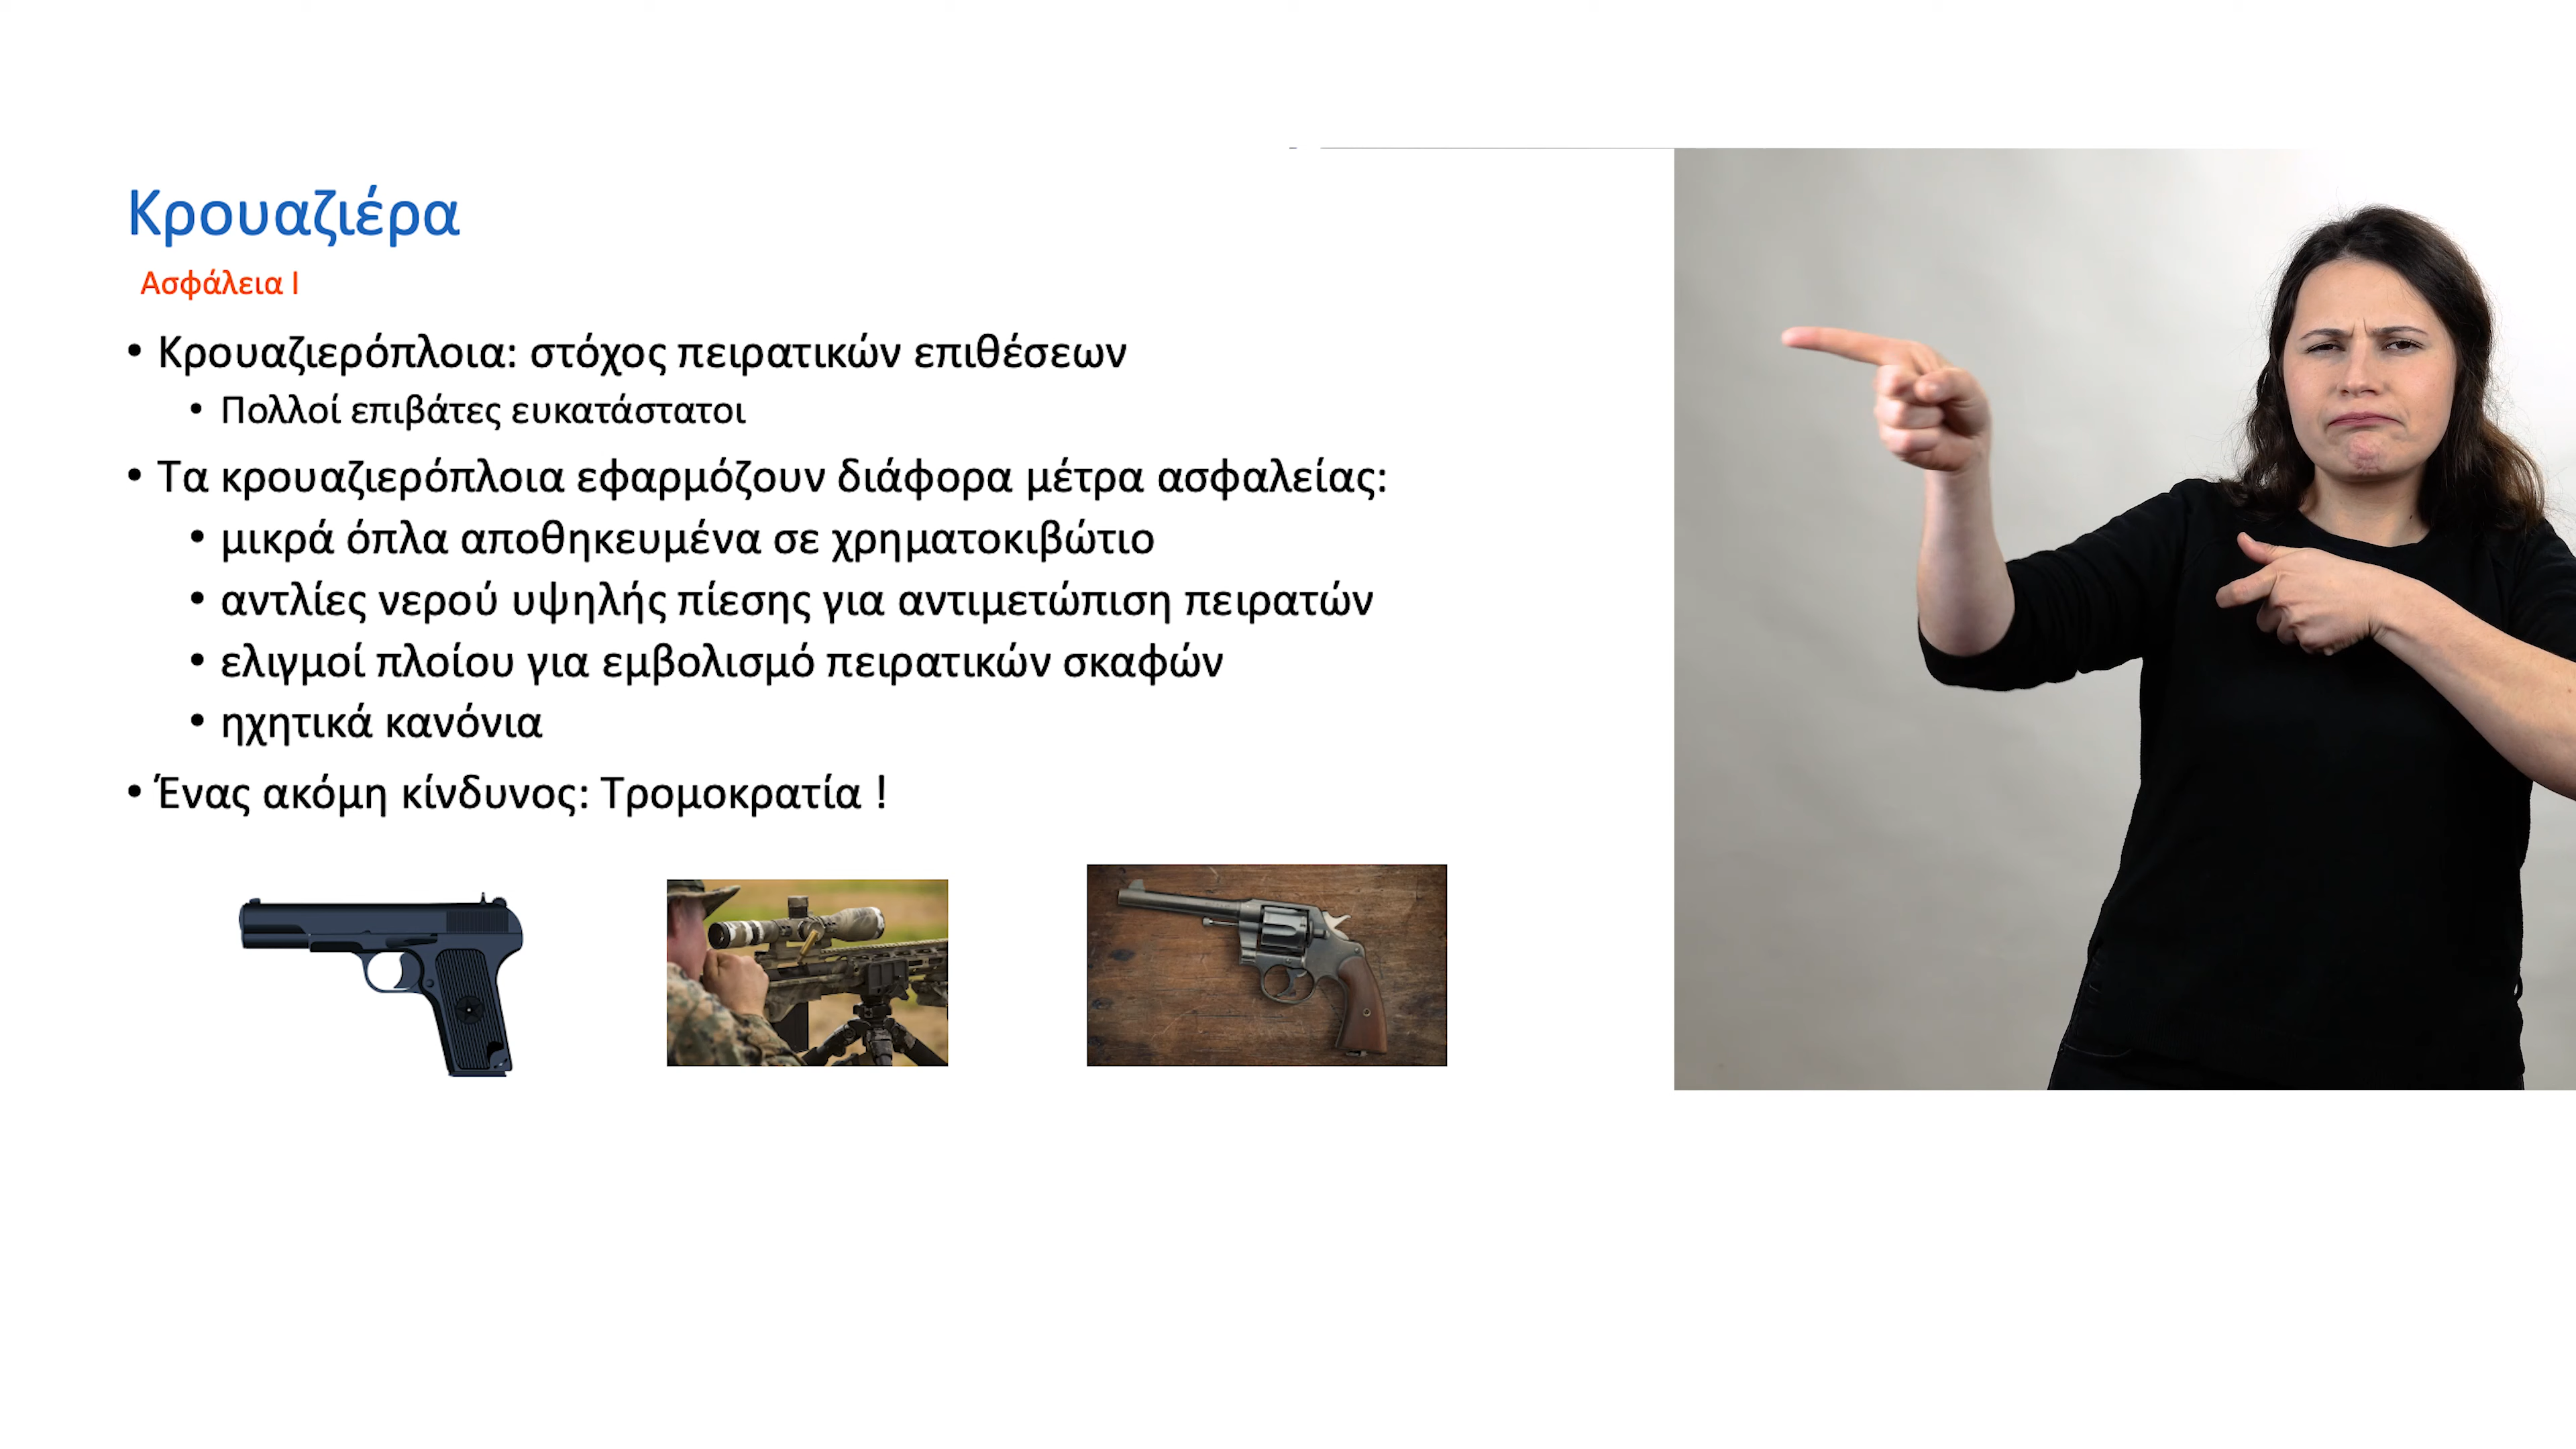 Κρουαζιέρα
Ασφάλεια Ι
• Κρουαζιερόπλοια: στόχος πειρατικών επιθέσεων
• Πολλοί επιβάτες ευκατάστατοι
• Τα κρουαζιερόπλοια εφαρμόζουν διάφορα μέτρα ασφαλείας:
• μικρά όπλα αποθηκευμένα σε χρηματοκιβώτιο
• αντλίες νερού υψηλής πίεσης για αντιμετώπιση πειρατών
• ελιγμοί πλοίου για εμβολισμό πειρατικών σκαφών
• ηχητικά κανόνια
• Ένας ακόμη κίνδυνος: Τρομοκρατία !